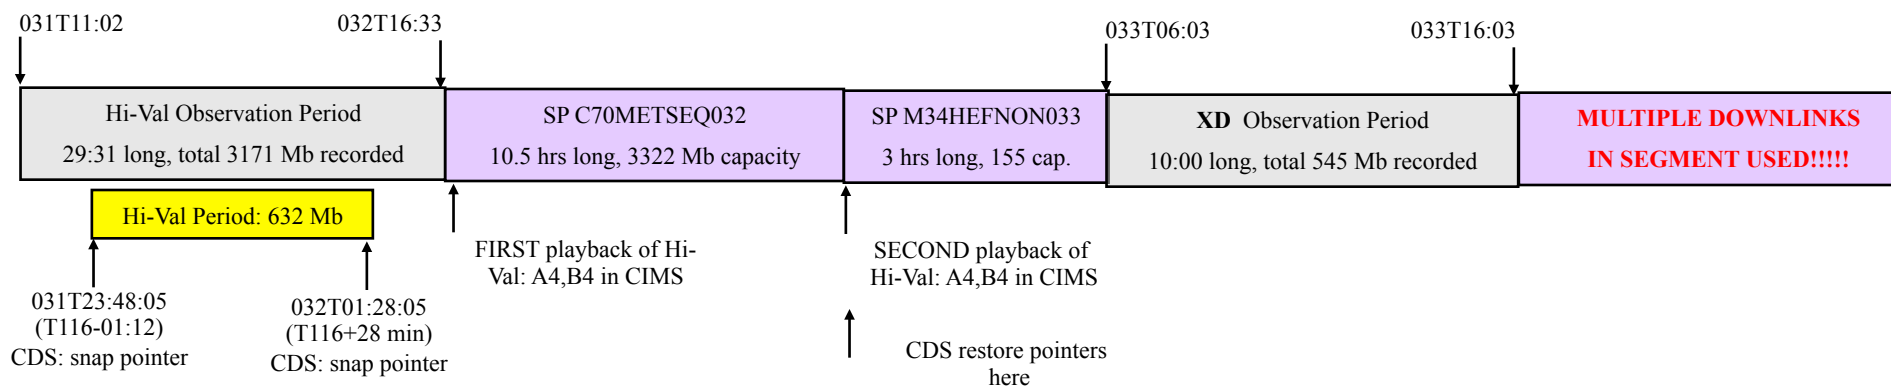 031T11:02
032T16:33
033T06:03
033T16:03
Hi-Val Observation Period
29:31 long, total 3171 Mb recorded
SP C70METSEQ032
10.5 hrs long, 3322 Mb capacity
SP M34HEFNON033
3 hrs long, 155 cap.
XD Observation Period
10:00 long, total 545 Mb recorded
MULTIPLE DOWNLINKS
IN SEGMENT USED!!!!!
Hi-Val Period: 632 Mb
031T23:48:05
(T116-01:12)
CDS: snap pointer
032T01:28:05
(T116+28 min)
CDS: snap pointer
FIRST playback of Hi-
Val: A4,B4 in CIMS
SECOND playback of
Hi-Val: A4,B4 in CIMS
CDS restore pointers
here